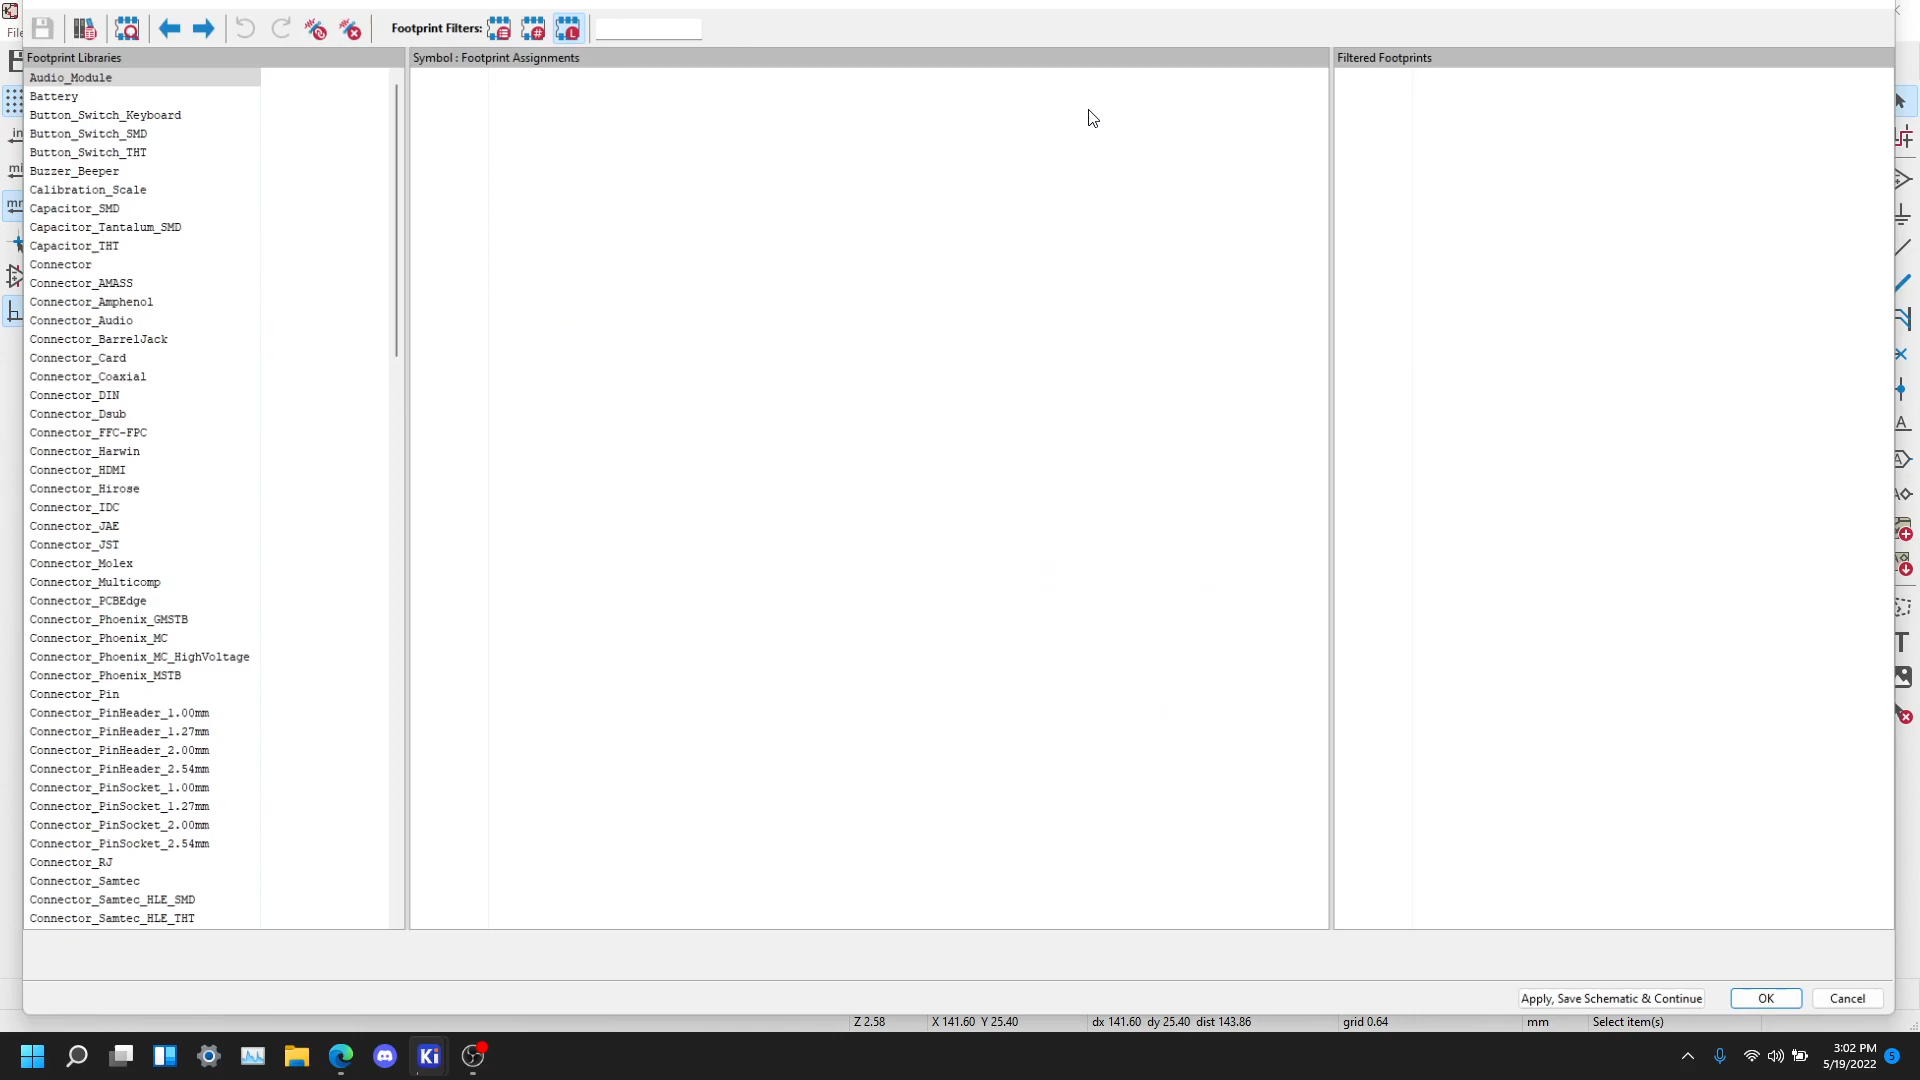 File
Footprint Filters:
Footprint Libraries
Symbol : Footprint Assignments
Filtered Footprints
Audio_Module
Battery
Button_Switch_Keyboard
Button_Switch_SMD
Button_Switch_THT
Buzzer_Beeper
Calibration_Scale
Capacitor_SMD
Capacitor_Tantalum_SMD
Capacitor_THT
Connector
Connector_AMASS
Connector_Amphenol
Connector_Audio
Connector_BarrelJack
Connector_Card
Connector_Coaxial
Connector_DIN
Connector_Dsub
Connector_FFC-FPC
Connector_Harwin
Connector_HDMI
Connector_Hirose
Connector_IDC
Connector_JAE
Connector_JST
Connector_Molex
Connector_Multicomp
Connector_PCBEdge
Connector_Phoenix_GMSTB
Connector_Phoenix_MC
Connector_Phoenix_MC_HighVoltage
Connector_Phoenix_MSTB
Connector_Pin
Connector_PinHeader_1.00mm
Connector_PinHeader_1.27mm
Connector_PinHeader_2.00mm
Connector_PinHeader_2.54mm
Connector_PinSocket_1.00mm
Connector_PinSocket_1.27mm
Connector_PinSocket_2.00mm
Connector_PinSocket_2.54mm
Connector_RJ
Connector_Samtec
Connector_Samtec_HLE_SMD
Connector_Samtec_HLE_THT
in
Apply, Save Schematic & Continue
OK
Cancel
Z 2.58
X 141.60 Y 25.40
dx 141.60 dy 25.40 dist 143.86
grid 0.64
mm
Select item(s)
Ki
3:02 PM
5/19/2022
5